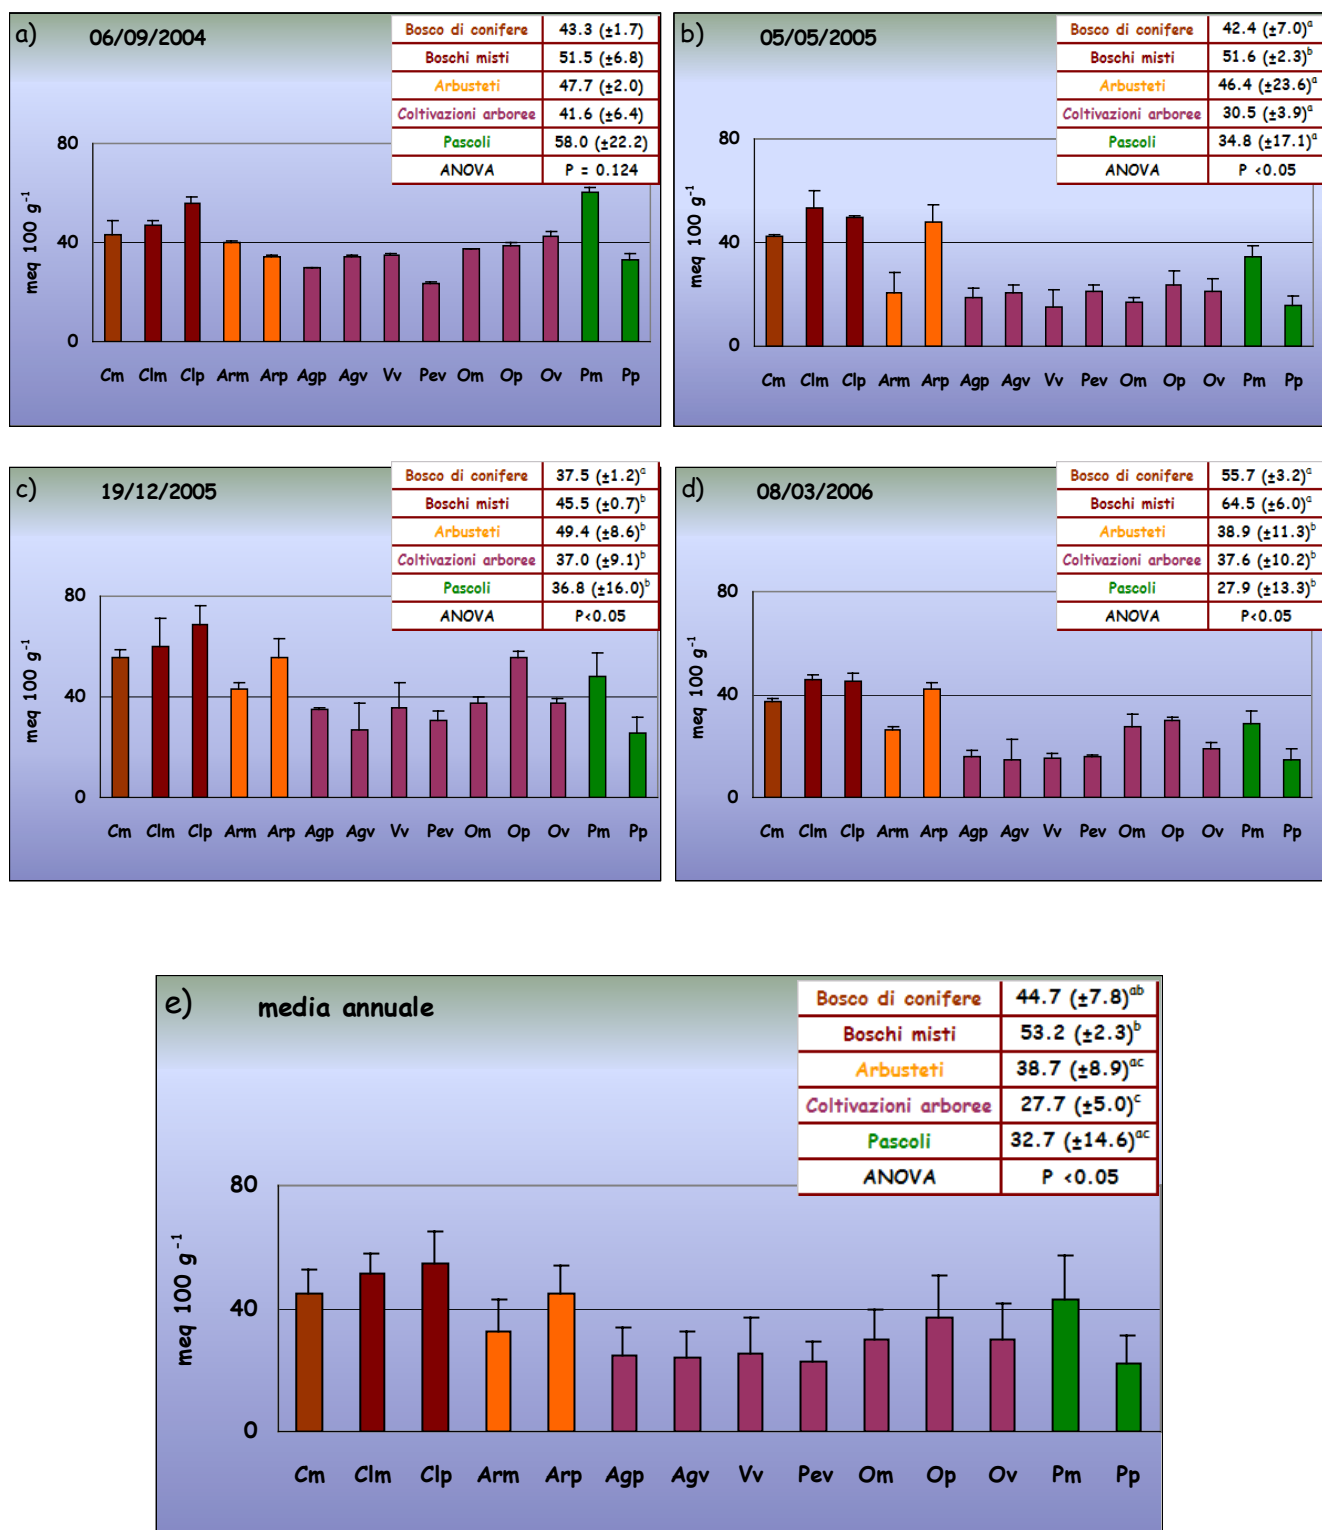 a) 06/09/2004
Bosco di conifere 43.3 (±1.7)
Boschi misti 51.5 (±6.8)
Arbusteti 47.7 (±2.0)
Coltivazioni arboree 41.6 (±6.4)
Pascoli 58.0 (±22.2)
ANOVA P = 0.124
80
40
0
meq 100 g⁻¹
Cm Clm Clp Arm Arp Agp Agv Vv Pev Om Op Ov Pm Pp
b) 05/05/2005
Bosco di conifere 42.4 (±7.0)ᵃ
Boschi misti 51.6 (±2.3)ᵇ
Arbusteti 46.4 (±23.6)ᵃ
Coltivazioni arboree 30.5 (±3.9)ᵃ
Pascoli 34.8 (±17.1)ᵃ
ANOVA P <0.05
80
40
0
meq 100 g⁻¹
Cm Clm Clp Arm Arp Agp Agv Vv Pev Om Op Ov Pm Pp
c) 19/12/2005
Bosco di conifere 37.5 (±1.2)ᵃ
Boschi misti 45.5 (±0.7)ᵇ
Arbusteti 49.4 (±8.6)ᵇ
Coltivazioni arboree 37.0 (±9.1)ᵇ
Pascoli 36.8 (±16.0)ᵇ
ANOVA P<0.05
80
40
0
meq 100 g⁻¹
Cm Clm Clp Arm Arp Agp Agv Vv Pev Om Op Ov Pm Pp
d) 08/03/2006
Bosco di conifere 55.7 (±3.2)ᵃ
Boschi misti 64.5 (±6.0)ᵃ
Arbusteti 38.9 (±11.3)ᵇ
Coltivazioni arboree 37.6 (±10.2)ᵇ
Pascoli 27.9 (±13.3)ᵇ
ANOVA P<0.05
80
40
0
meq 100 g⁻¹
Cm Clm Clp Arm Arp Agp Agv Vv Pev Om Op Ov Pm Pp
e) media annuale
Bosco di conifere 44.7 (±7.8)ᵃᵇ
Boschi misti 53.2 (±2.3)ᵇ
Arbusteti 38.7 (±8.9)ᵃᶜ
Coltivazioni arboree 27.7 (±5.0)ᶜ
Pascoli 32.7 (±14.6)ᵃᶜ
ANOVA P <0.05
80
40
0
meq 100 g⁻¹
Cm Clm Clp Arm Arp Agp Agv Vv Pev Om Op Ov Pm Pp